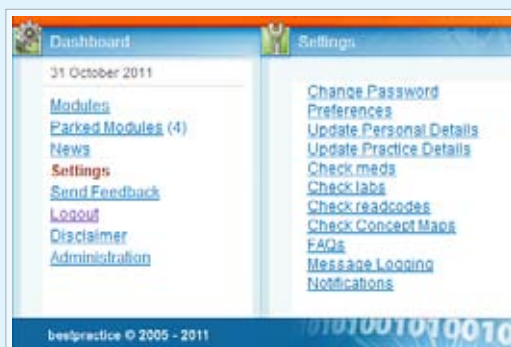 Dashboard
31 October 2011
Modules
Parked Modules (4)
News
Settings
Send Feedback
Logout
Disclaimer
Administration
Settings
Change Password
Preferences
Update Personal Details
Update Practice Details
Check meds
Check labs
Check readcodes
Check Concept Maps
FAQs
Message Logging
Notifications
bestpractice © 2005 - 2011
0101001010010